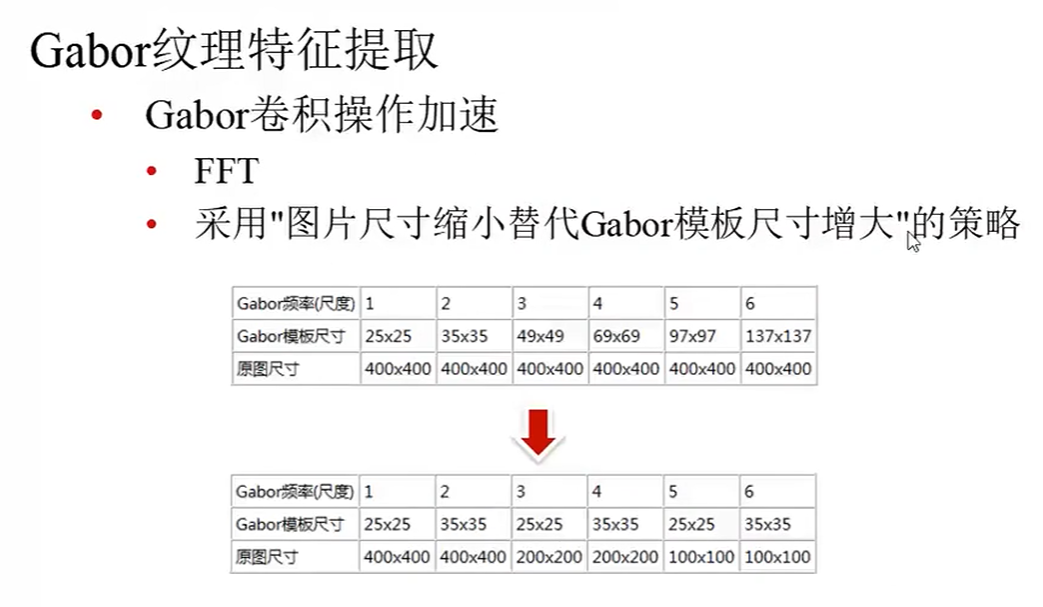 Gabor纹理特征提取
• Gabor卷积操作加速
• FFT
• 采用"图片尺寸缩小替代Gabor模板尺寸增大"的策略
Gabor频率(尺度) 1 2 3 4 5 6
Gabor模板尺寸 25x25 35x35 49x49 69x69 97x97 137x137
原图尺寸 400x400 400x400 400x400 400x400 400x400 400x400
Gabor频率(尺度) 1 2 3 4 5 6
Gabor模板尺寸 25x25 35x35 25x25 35x35 25x25 35x35
原图尺寸 400x400 400x400 200x200 200x200 100x100 100x100